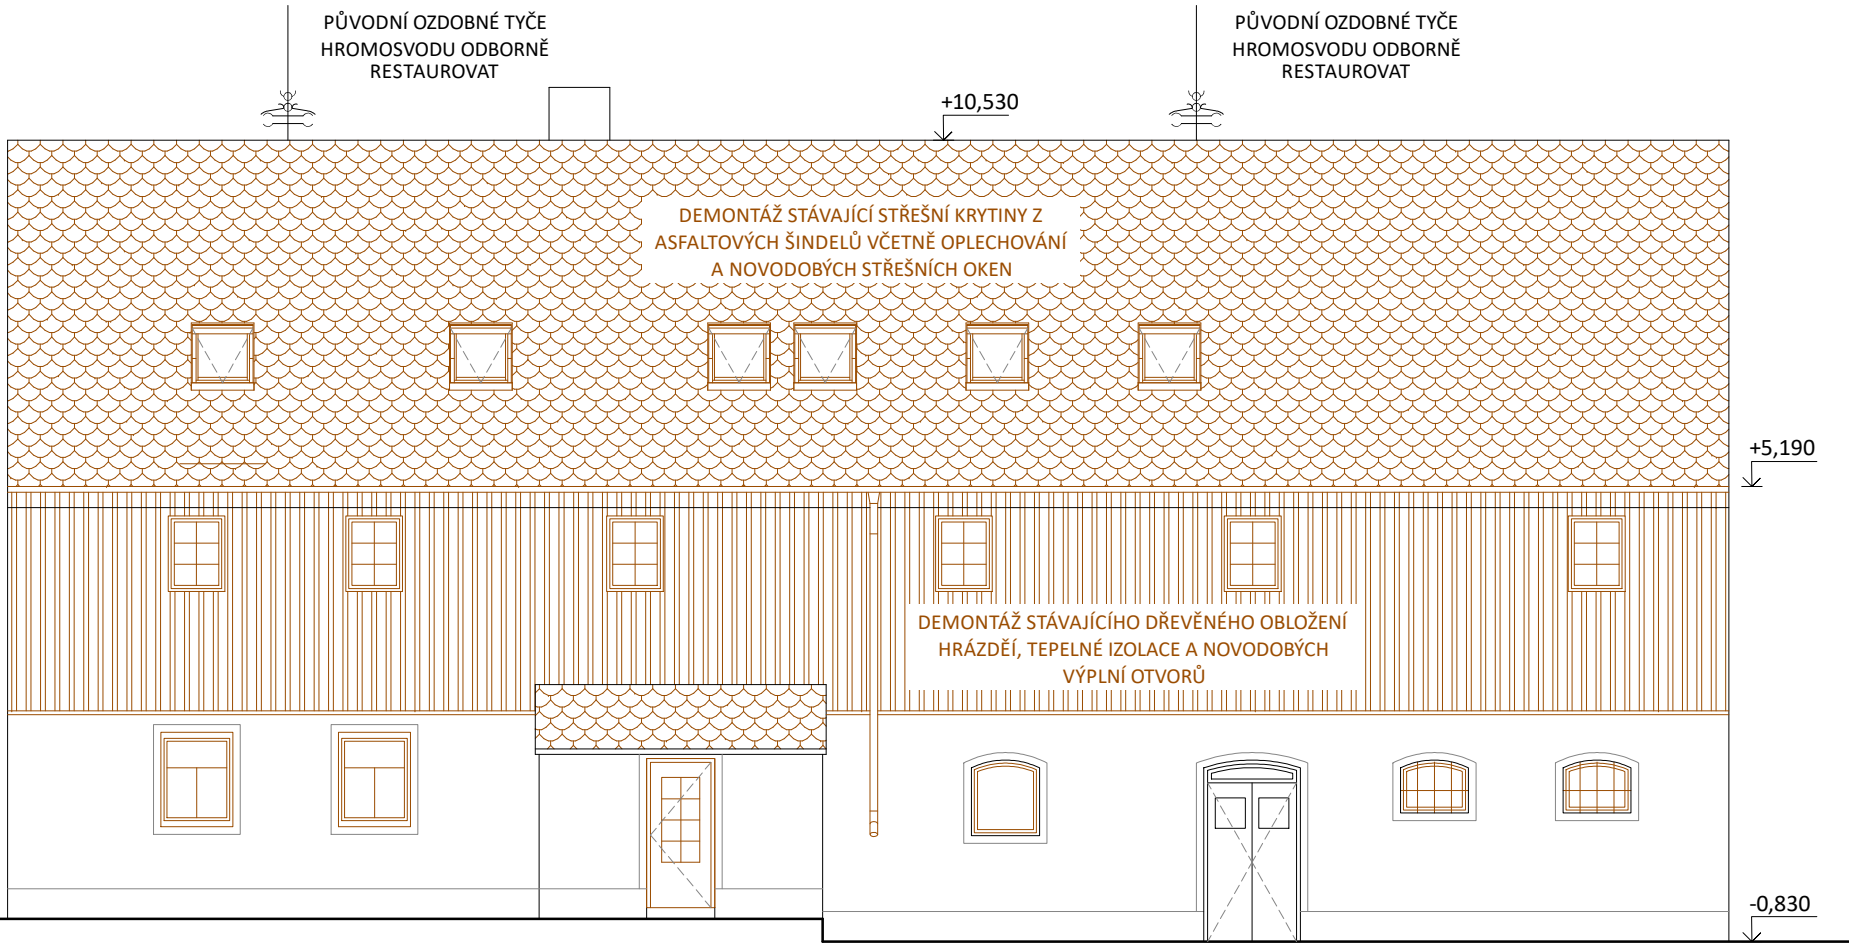 PŮVODNÍ OZDOBNÉ TYČE
HROMOSVODU ODBORNĚ
RESTAUROVAT
PŮVODNÍ OZDOBNÉ TYČE
HROMOSVODU ODBORNĚ
RESTAUROVAT
+10,530
DEMONTÁŽ STÁVAJÍCÍ STŘEŠNÍ KRYTINY Z
ASFALTOVÝCH ŠINDELŮ VČETNĚ OPLECHOVÁNÍ
A NOVODOBÝCH STŘEŠNÍCH OKEN
+5,190
DEMONTÁŽ STÁVAJÍCÍHO DŘEVĚNÉHO OBLOŽENÍ
HRÁZDĚÍ, TEPELNÉ IZOLACE A NOVODOBÝCH
VÝPLNÍ OTVORŮ
-0,830